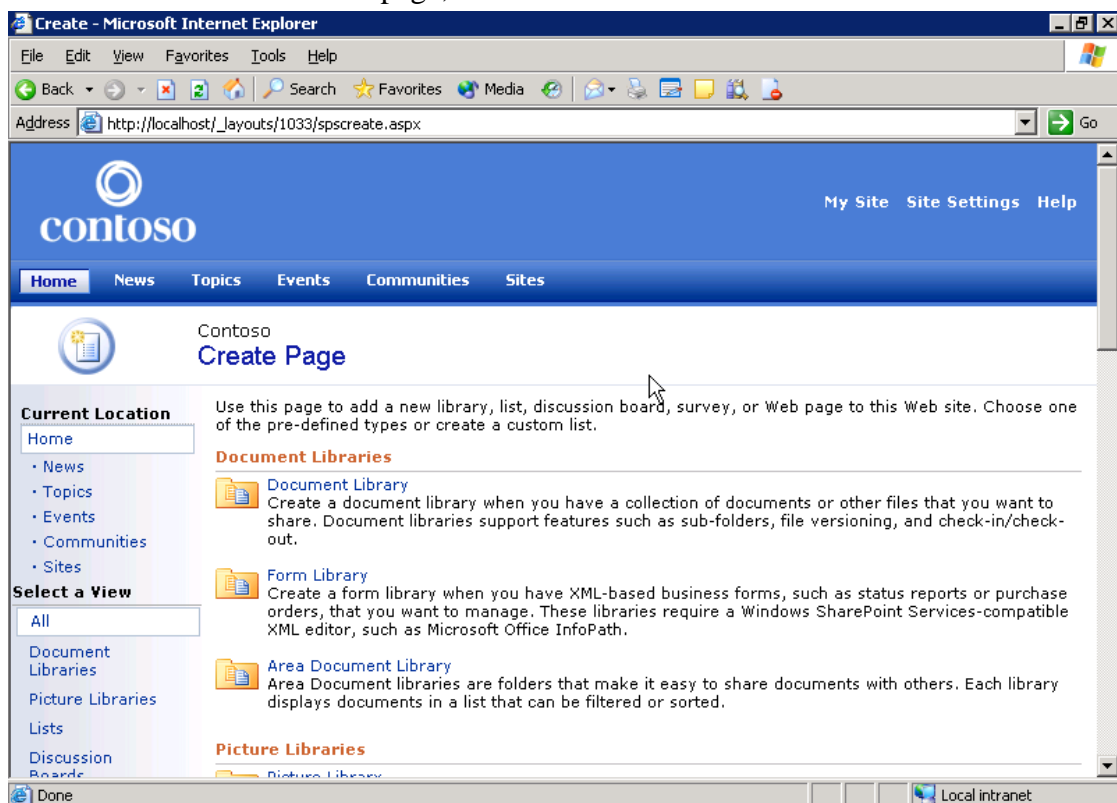 page,
Create - Microsoft Internet Explorer
File Edit View Favorites Tools Help
Back Search Favorites Media
Address http://localhost/_layouts/1033/spscreate.aspx Go
contoso
My Site Site Settings Help
Home News Topics Events Communities Sites
Contoso
Create Page
Current Location
Home
· News
· Topics
· Events
· Communities
· Sites
Select a View
All
Document
Libraries
Picture Libraries
Lists
Discussion
Boards
Use this page to add a new library, list, discussion board, survey, or Web page to this Web site. Choose one
of the pre-defined types or create a custom list.
Document Libraries
Document Library
Create a document library when you have a collection of documents or other files that you want to
share. Document libraries support features such as sub-folders, file versioning, and check-in/check-
out.
Form Library
Create a form library when you have XML-based business forms, such as status reports or purchase
orders, that you want to manage. These libraries require a Windows SharePoint Services-compatible
XML editor, such as Microsoft Office InfoPath.
Area Document Library
Area Document libraries are folders that make it easy to share documents with others. Each library
displays documents in a list that can be filtered or sorted.
Picture Libraries
Picture Library
Done
Local intranet